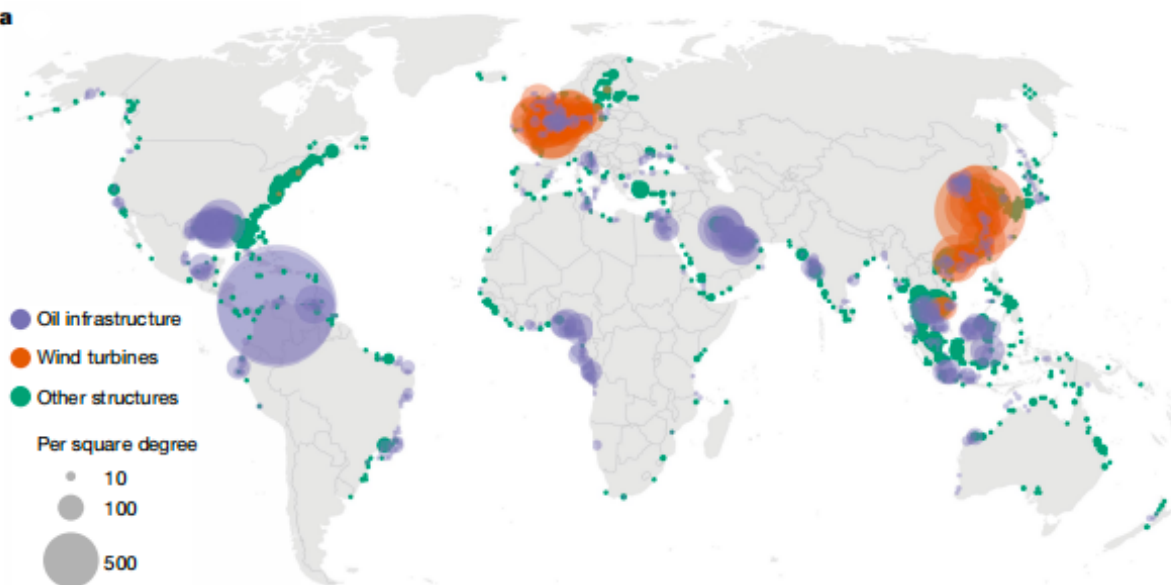 a
Oil infrastructure
Wind turbines
Other structures
Per square degree
10
100
500